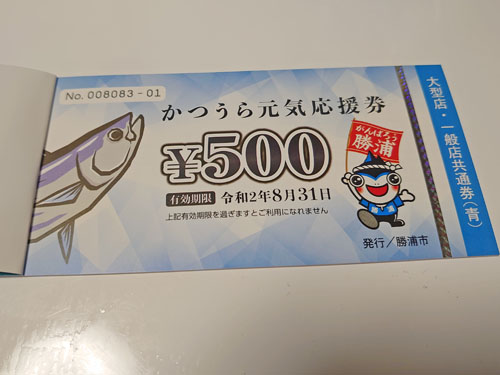 No. 008083 - 01
かつうら元気応援券
¥500
有効期限 令和2年8月31日
上記有効期限を過ぎますとご利用になれません
がんばろう
勝浦
発行／勝浦市
大型店・一般店共通券(青)